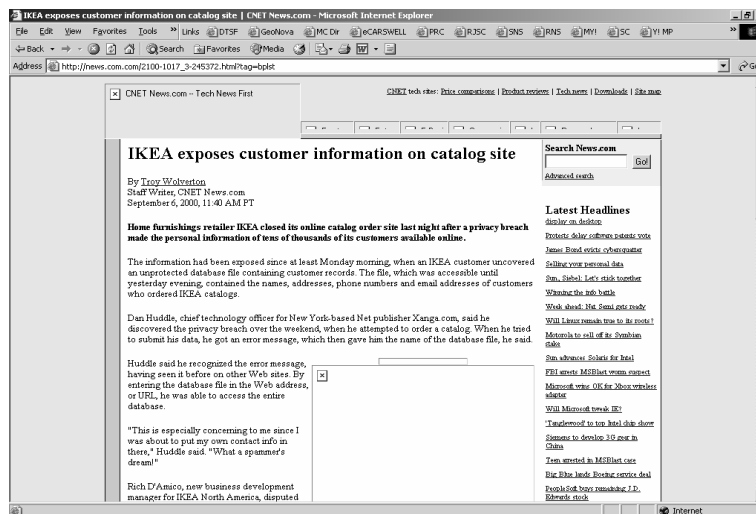 IKEA exposes customer information on catalog site | CNET News.com - Microsoft Internet Explorer
File Edit View Favorites Tools » Links DTSF GeoNova MC Dir eCARSWELL PRC RJSC SNS RNS MY! SC Y! MP »
Back Search Favorites Media
Address http://news.com.com/2100-1017_3-245372.html?tag=bplst
CNET News.com -- Tech News First
CNET tech sites: Price comparisons | Product reviews | Tech news | Downloads | Site map
IKEA exposes customer information on catalog site
By Troy Wolverton
Staff Writer, CNET News.com
September 6, 2000, 11:40 AM PT
Home furnishings retailer IKEA closed its online catalog order site last night after a privacy breach
made the personal information of tens of thousands of its customers available online.
The information had been exposed since at least Monday morning, when an IKEA customer uncovered
an unprotected database file containing customer records. The file, which was accessible until
yesterday evening, contained the names, addresses, phone numbers and email addresses of customers
who ordered IKEA catalogs.
Dan Huddle, chief technology officer for New York-based Net publisher Xanga.com, said he
discovered the privacy breach over the weekend, when he attempted to order a catalog. When he tried
to submit his data, he got an error message, which then gave him the name of the database file, he said.
Huddle said he recognized the error message,
having seen it before on other Web sites. By
entering the database file in the Web address,
or URL, he was able to access the entire
database.
"This is especially concerning to me since I
was about to put my own contact info in
there," Huddle said. "What a spammer's
dream!"
Rich D'Amico, new business development
manager for IKEA North America, disputed
Search News.com
Go!
Advanced search
Latest Headlines
display on desktop
Protests delay software patents vote
James Bond evicts cybersquatter
Selling your personal data
Sun, Siebel: Let's stick together
Winning the info battle
Week ahead: Nat Semi gets ready
Will Linux remain true to its roots?
Motorola to sell off its Symbian
stake
Sun advances Solaris for Intel
FBI arrests MSBlast worm suspect
Microsoft wins OK for Xbox wireless
adapter
Will Microsoft tweak IE?
'Tanglewood' to top Intel chip show
Siemens to develop 3G gear in
China
Teen arrested in MSBlast case
Big Blue lands Boeing service deal
PeopleSoft buys remaining J.D.
Edwards stock
Internet